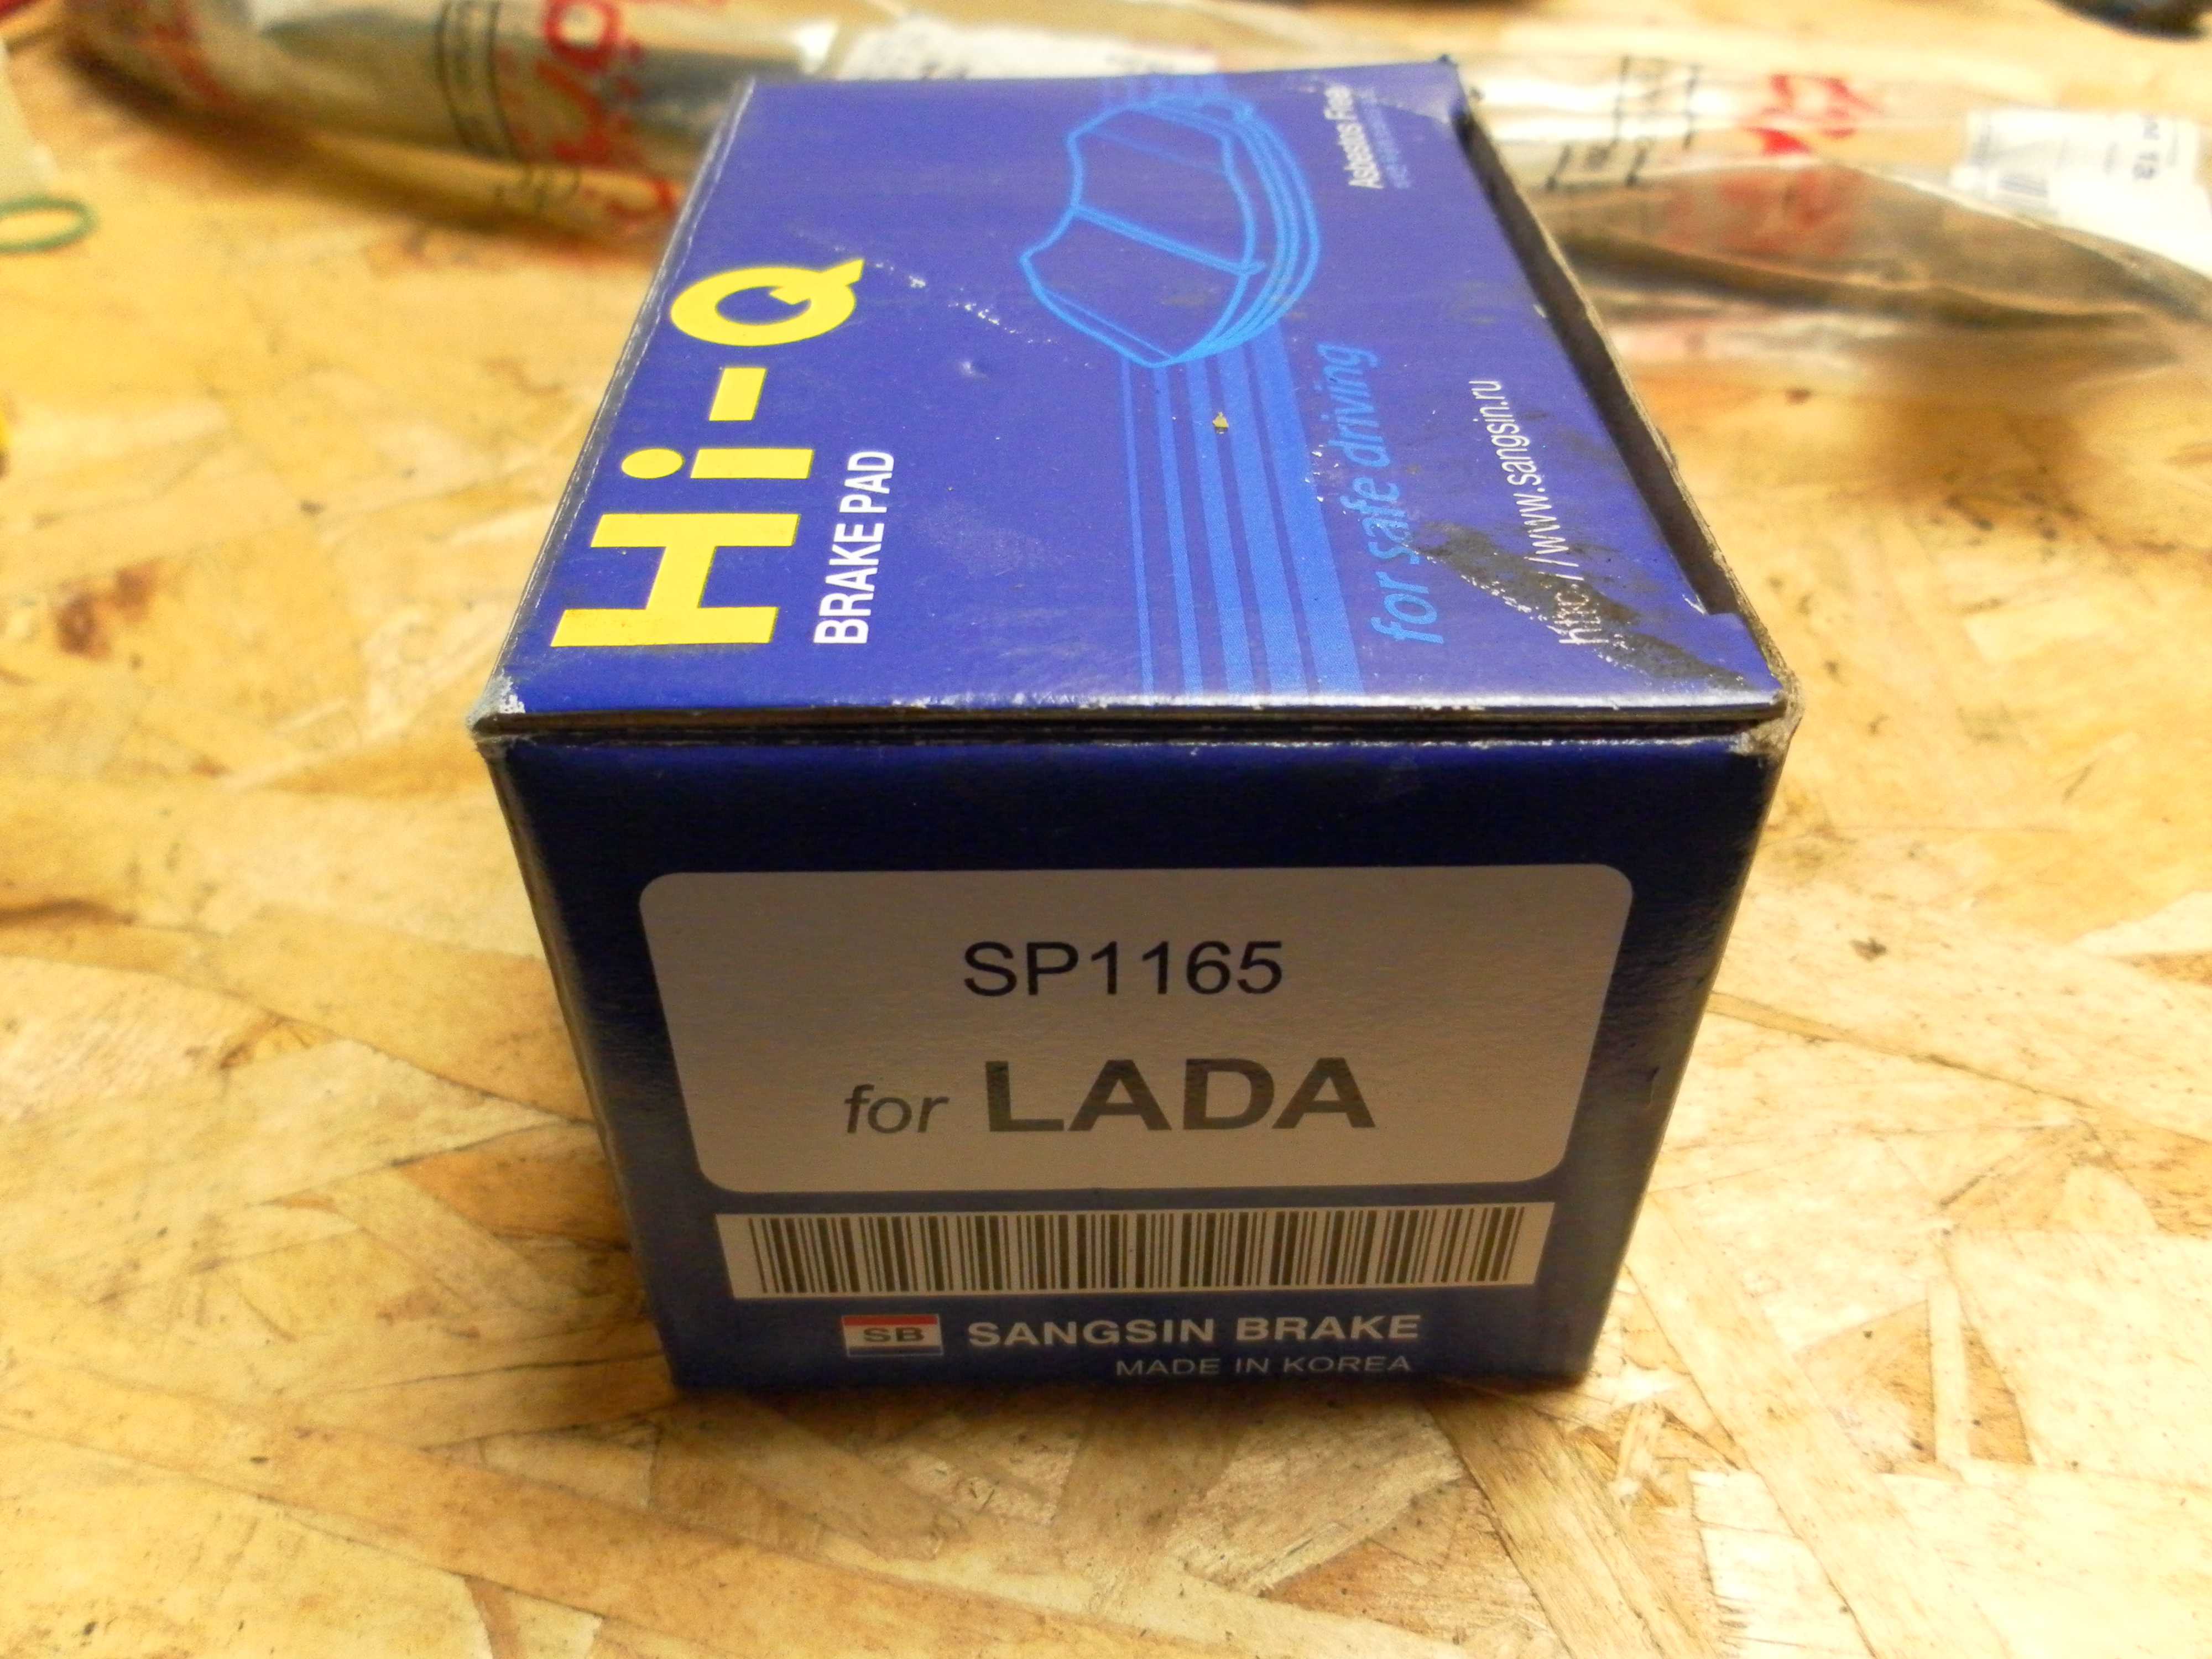 Hi-Q
BRAKE PAD
Asbestos Free
for safe driving
http://www.sangsin.ru
SP1165
for LADA
SB
SANGSIN BRAKE
MADE IN KOREA